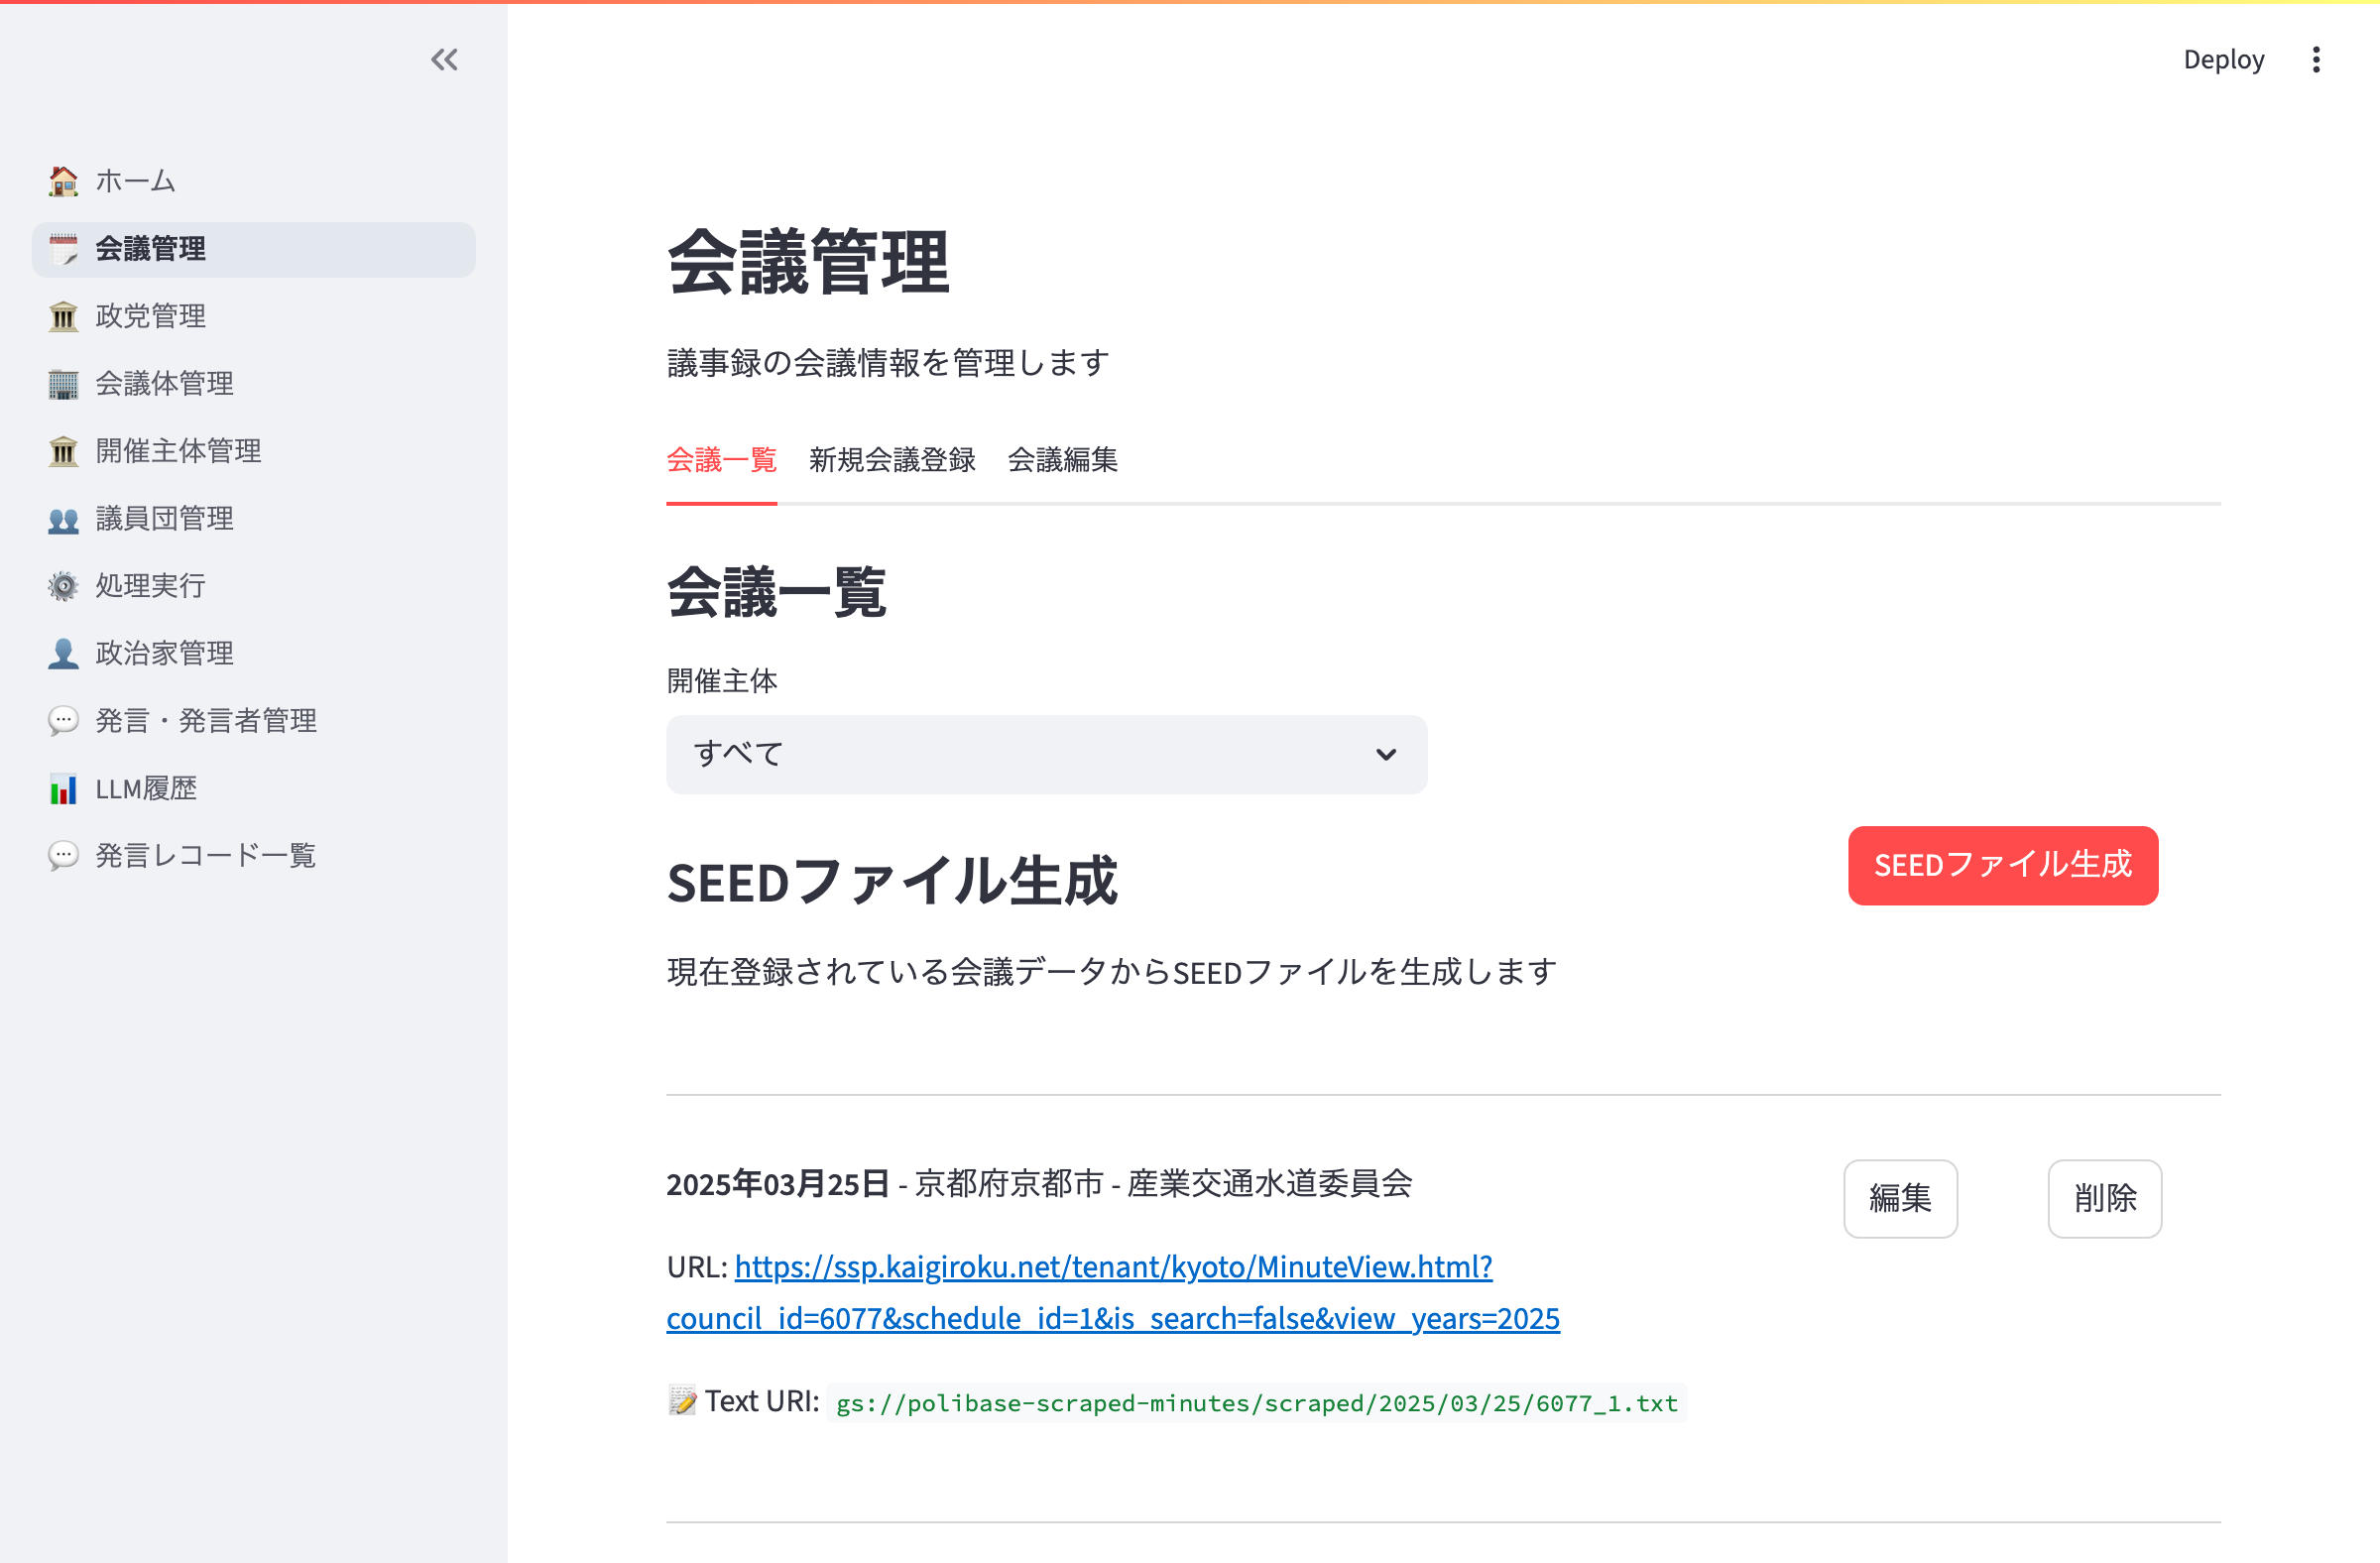 Deploy
ホーム
会議管理
政党管理
会議体管理
開催主体管理
議員団管理
処理実行
政治家管理
発言・発言者管理
LLM履歴
発言レコード一覧
会議管理
議事録の会議情報を管理します
会議一覧 新規会議登録 会議編集
会議一覧
開催主体
すべて
SEEDファイル生成
SEEDファイル生成
現在登録されている会議データからSEEDファイルを生成します
2025年03月25日 - 京都府京都市 - 産業交通水道委員会
編集 削除
URL: https://ssp.kaigiroku.net/tenant/kyoto/MinuteView.html?
council_id=6077&schedule_id=1&is_search=false&view_years=2025
Text URI: gs://polibase-scraped-minutes/scraped/2025/03/25/6077_1.txt